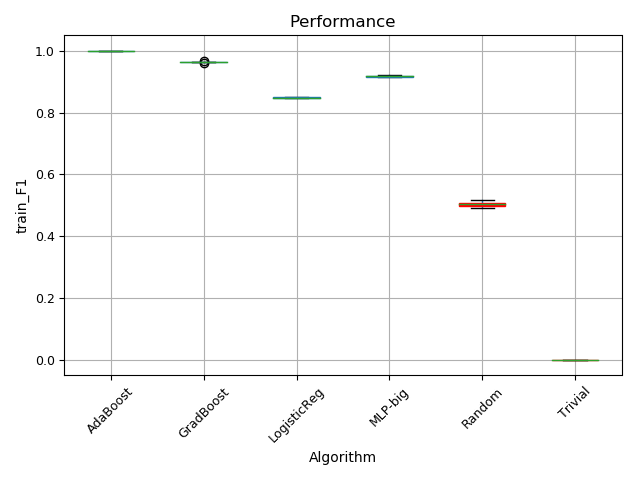 Performance
train_F1
1.0
0.8
0.6
0.4
0.2
0.0
AdaBoost
GradBoost
LogisticReg
MLP-big
Random
Trivial
Algorithm